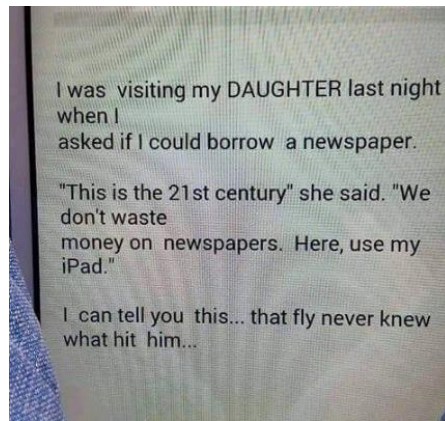 I was visiting my DAUGHTER last night
when I
asked if I could borrow a newspaper.
"This is the 21st century" she said. "We
don't waste
money on newspapers. Here, use my
iPad."
I can tell you this... that fly never knew
what hit him...